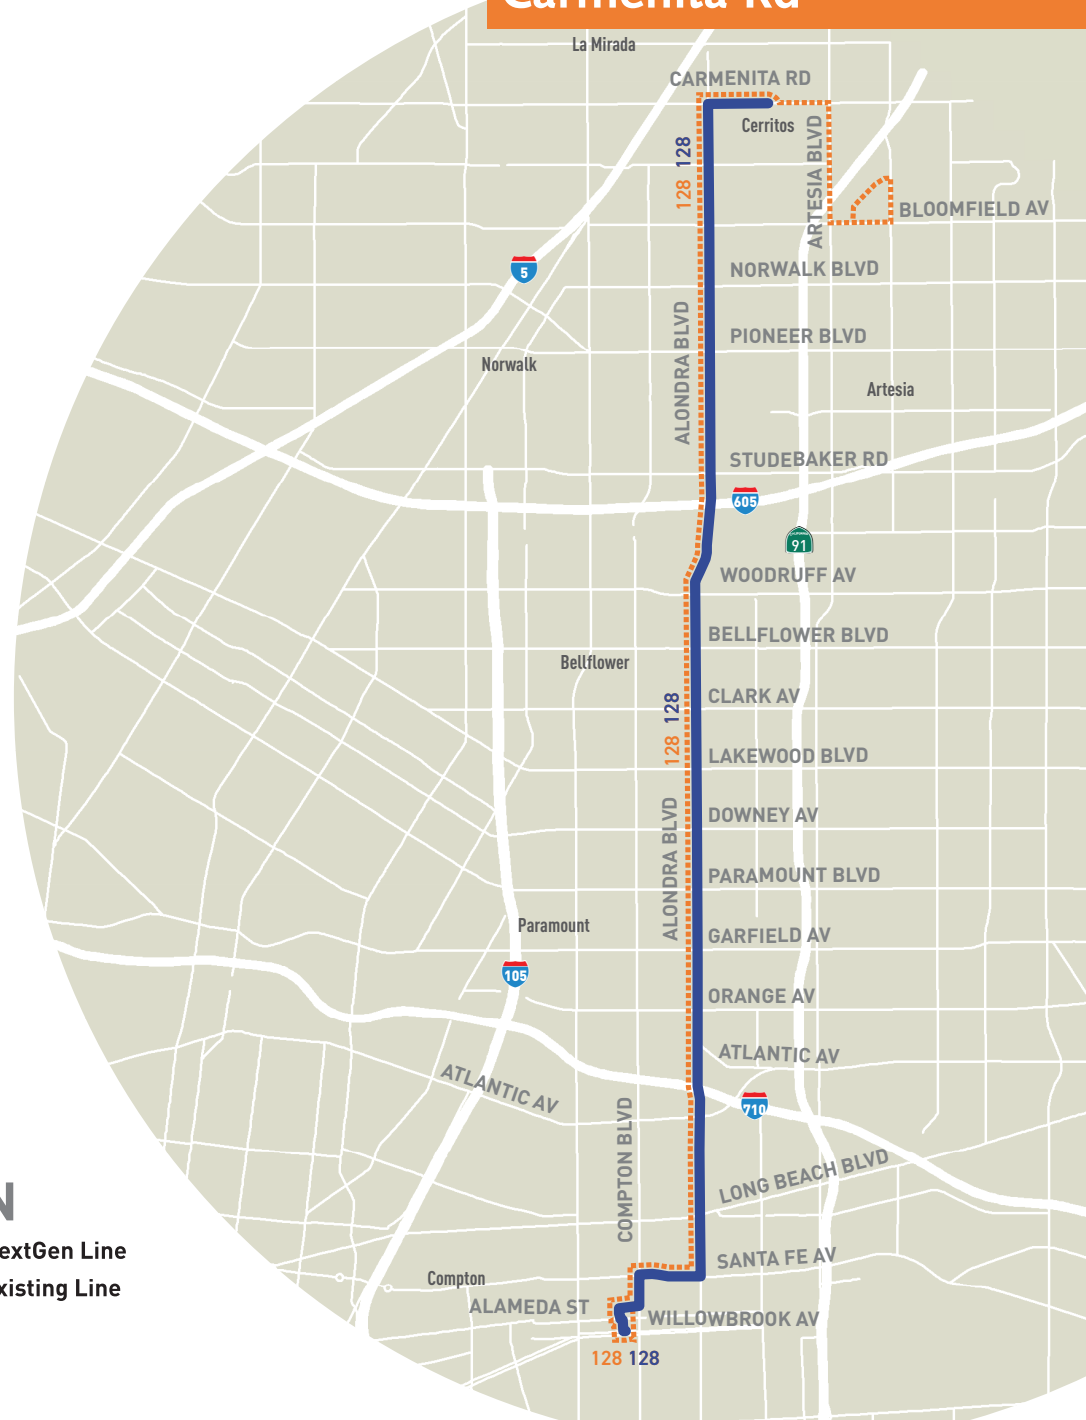 Carmenita Rd
La Mirada
CARMENITA RD
Cerritos
128
128
ARTESIA BLVD
BLOOMFIELD AV
NORWALK BLVD
5
ALONDRA BLVD
PIONEER BLVD
Norwalk
Artesia
STUDEBAKER RD
605
91
WOODRUFF AV
BELLFLOWER BLVD
Bellflower
CLARK AV
128
128
LAKEWOOD BLVD
ALONDRA BLVD
DOWNEY AV
PARAMOUNT BLVD
Paramount
GARFIELD AV
105
ORANGE AV
ATLANTIC AV
ATLANTIC AV
710
COMPTON BLVD
LONG BEACH BLVD
N
extGen Line
SANTA FE AV
xisting Line
Compton
ALAMEDA ST
WILLOWBROOK AV
128 128